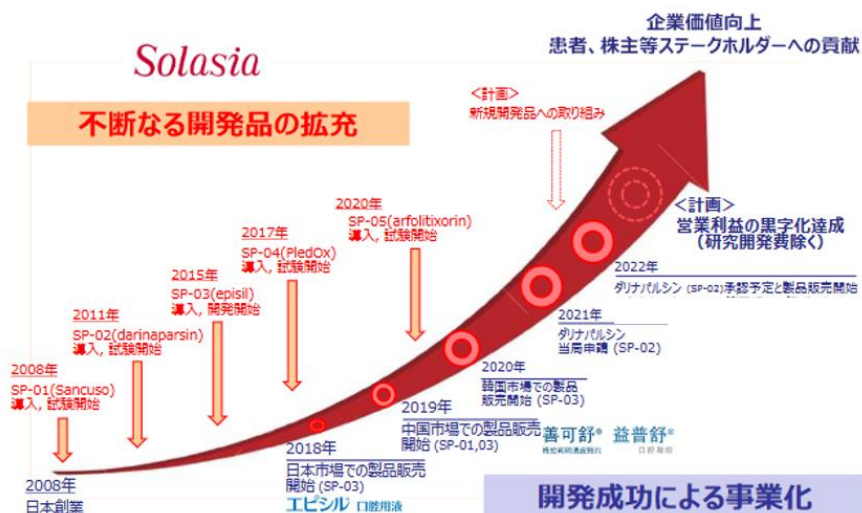 企業価値向上
患者、株主等ステークホルダーへの貢献
Solasia
不断なる開発品の拡充
<計画>
新規開発品への取り組み
2020年
SP-05(arfolitixorin)
導入, 試験開始
2017年
SP-04(PledOx)
導入, 試験開始
2015年
SP-03(episil)
導入, 開発開始
2011年
SP-02(darinaparsin)
導入, 試験開始
2008年
SP-01(Sancuso)
導入, 試験開始
<計画>
営業利益の黒字化達成
(研究開発費除く)
2022年
ダリナパルシン (SP-02)承認予定と製品販売開始
2021年
ダリナパルシン
当局申請 (SP-02)
2020年
韓国市場での製品
販売開始 (SP-03)
2019年
中国市場での製品販売
開始 (SP-01,03)
善可舒® 益普舒®
2018年
日本市場での製品販売
開始 (SP-03)
エピシル 口腔用液
2008年
日本創業
開発成功による事業化